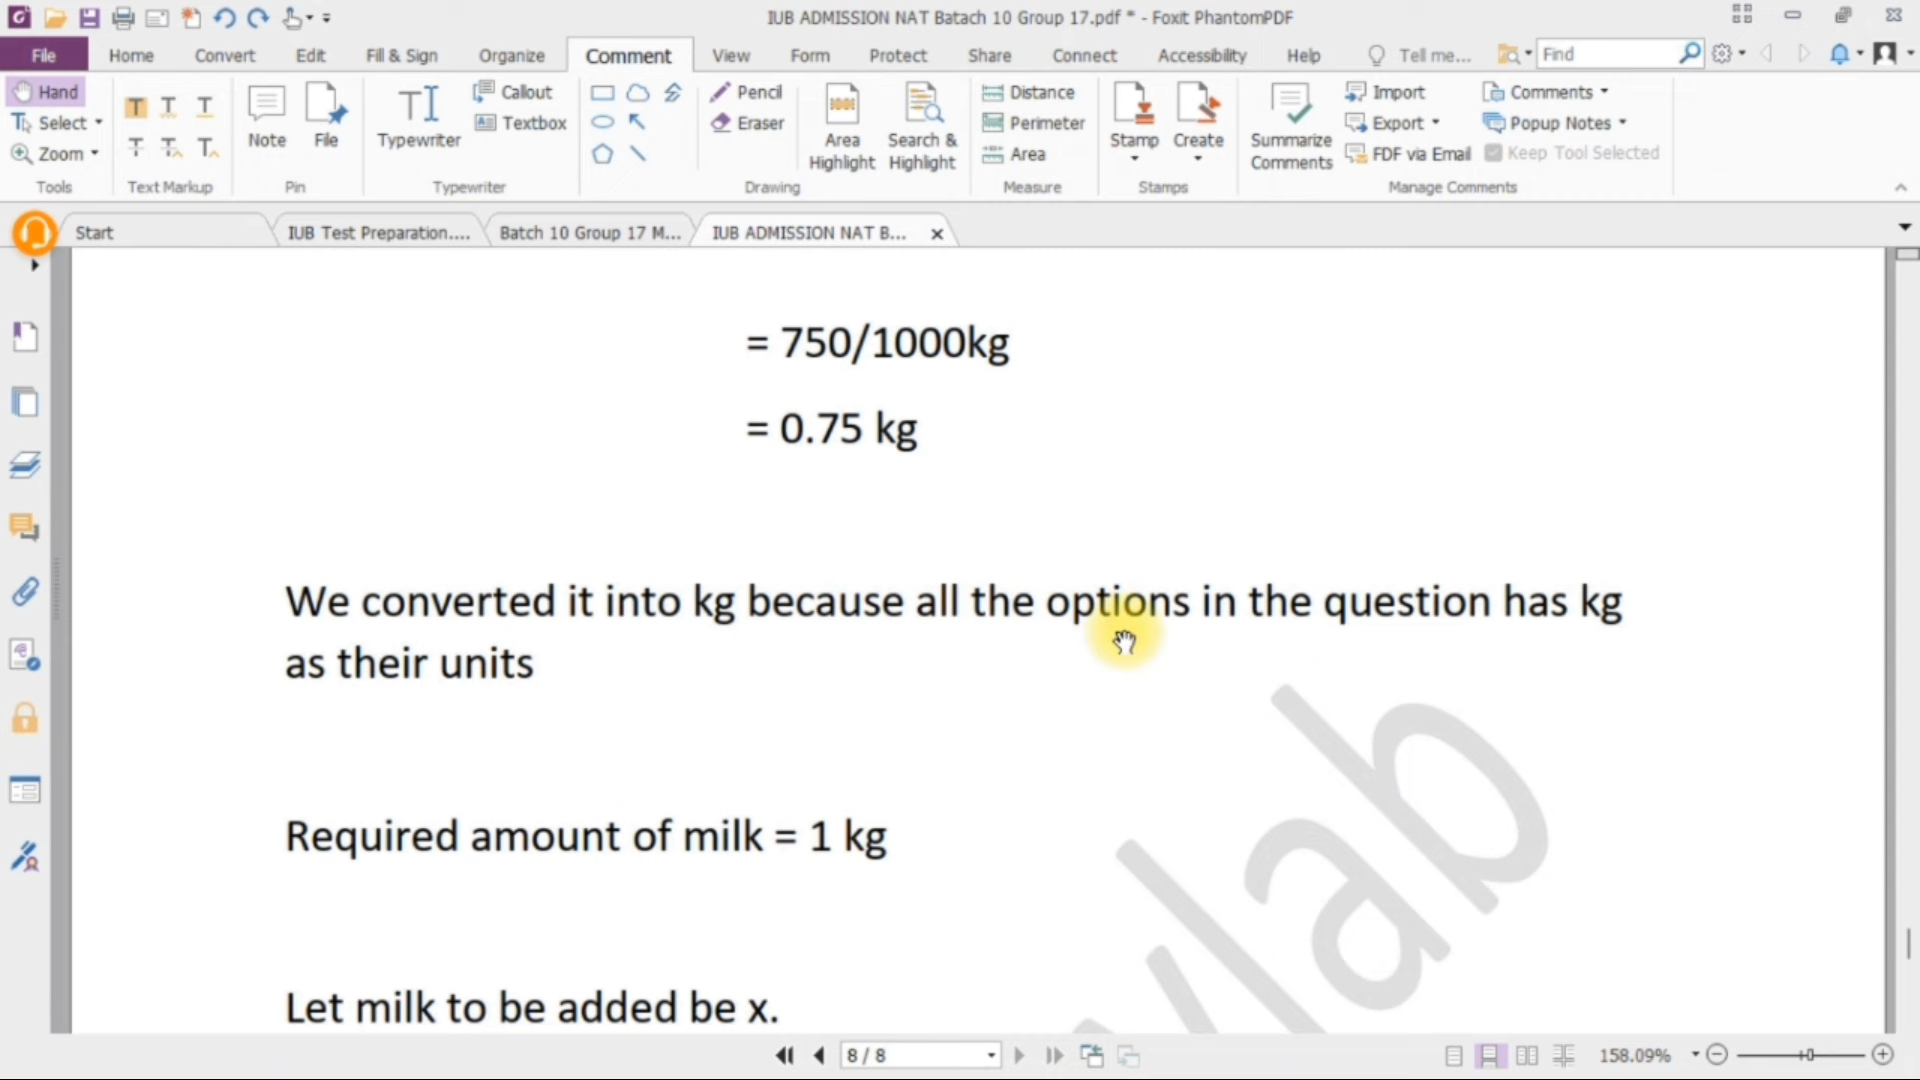 IUB ADMISSION NAT Batach 10 Group 17.pdf * - Foxit PhantomPDF
File Home Convert Edit Fill & Sign Organize Comment View Form Protect Share Connect Accessibility Help Tell me... Find
Hand
Select
Zoom
Tools
Text Markup
Note
File
Pin
Typewriter
Callout
Textbox
Typewriter
Pencil
Eraser
Area Highlight
Search & Highlight
Drawing
Distance
Perimeter
Area
Measure
Stamp
Create
Stamps
Summarize Comments
Import
Export
FDF via Email
Comments
Popup Notes
Keep Tool Selected
Manage Comments
Start IUB Test Preparation.... Batch 10 Group 17 M... IUB ADMISSION NAT B...
= 750/1000kg
= 0.75 kg
We converted it into kg because all the options in the question has kg
as their units
Required amount of milk = 1 kg
Let milk to be added be x.
8 / 8 158.09%